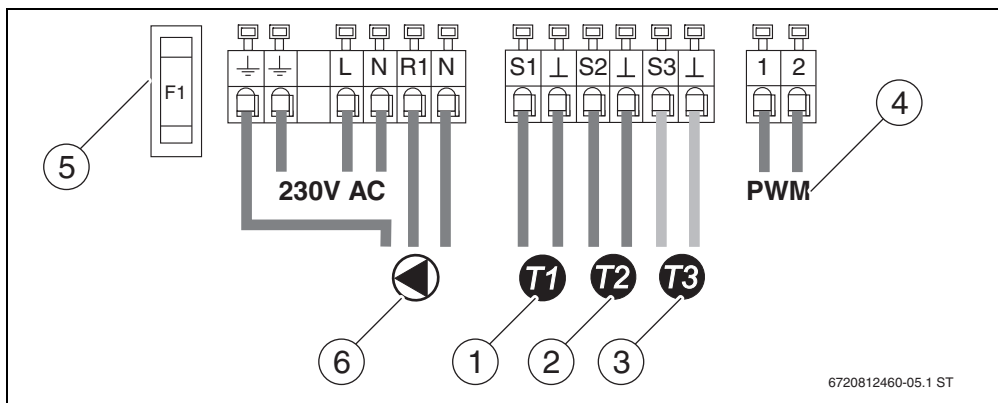 L N R1 N S1 ⊥ S2 ⊥ S3 ⊥ 1 2
F1
4
5
230V AC
PWM
T1 T2 T3
6 1 2 3
6720812460-05.1 ST